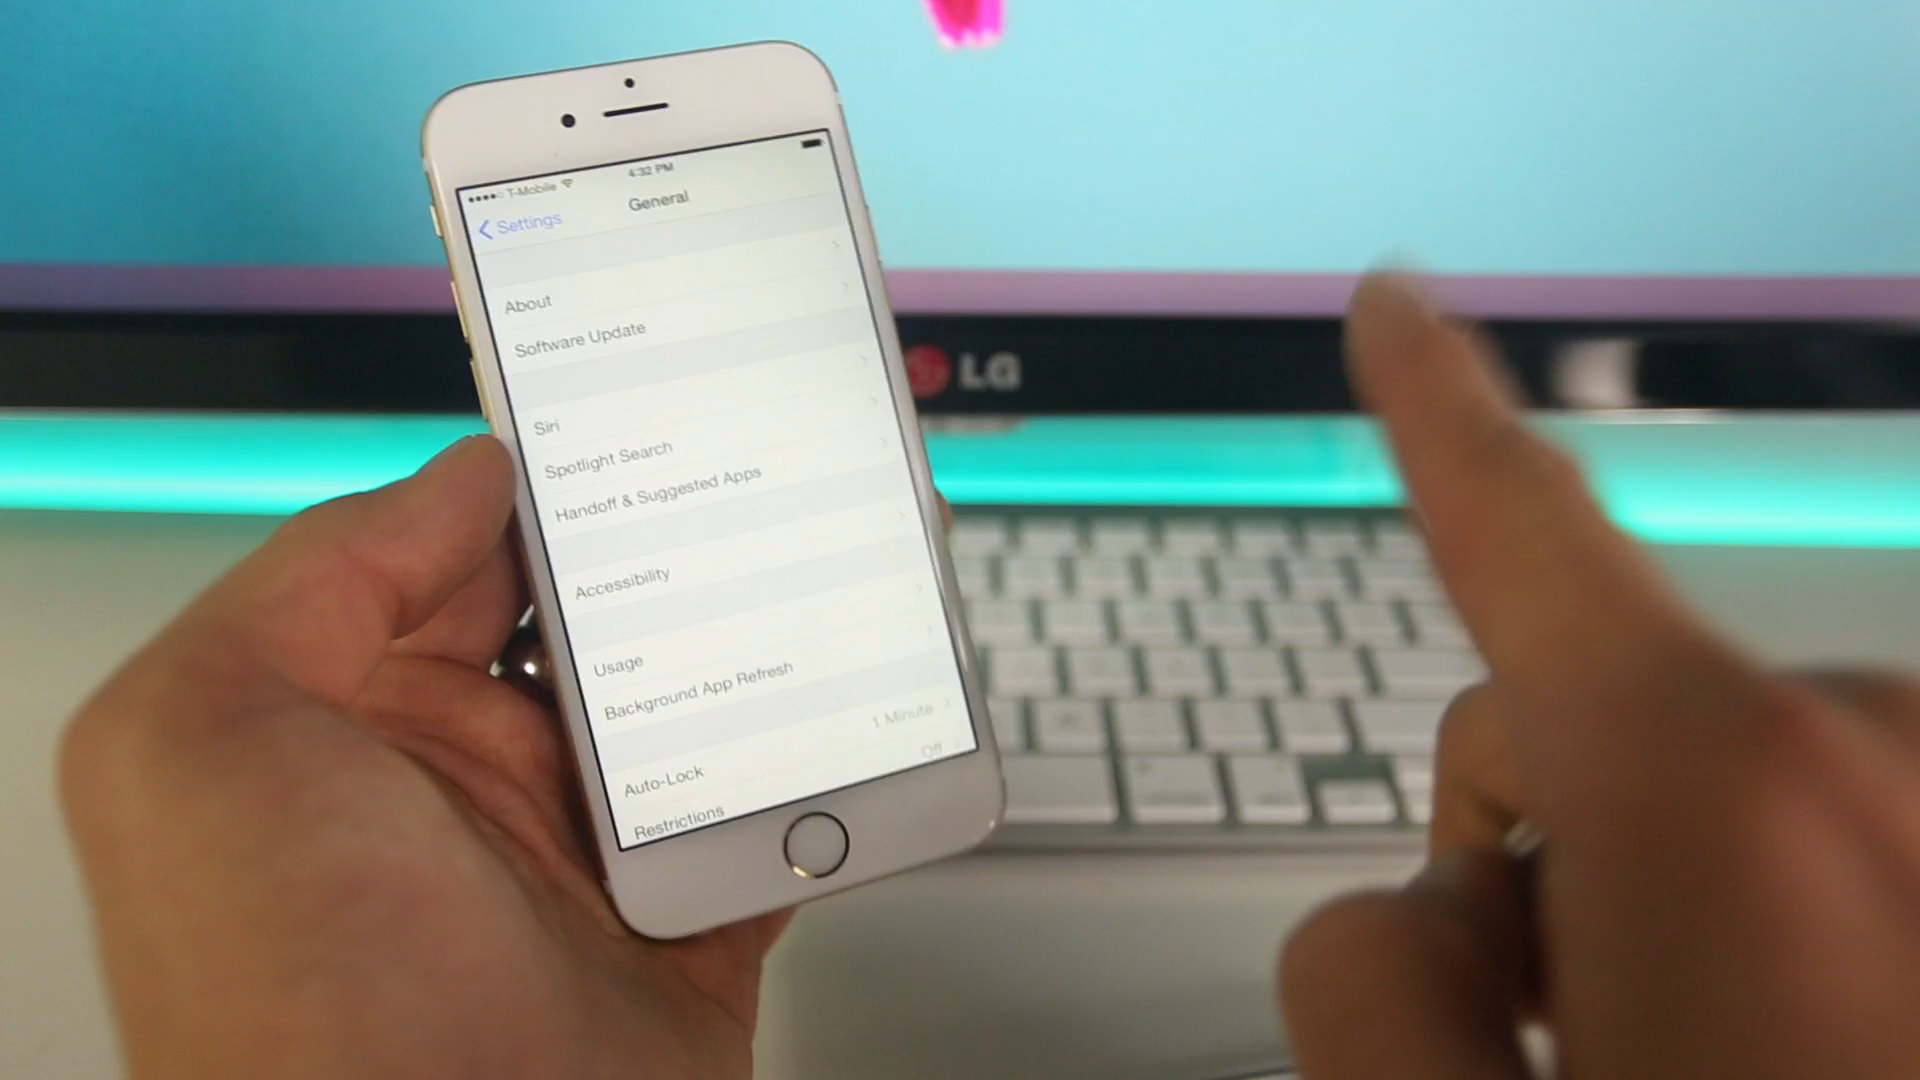 T-Mobile 4:32 PM
Settings General
About
Software Update
Siri
Spotlight Search
Handoff & Suggested Apps
Accessibility
Usage
Background App Refresh
Auto-Lock 1 Minute
Restrictions Off
LG